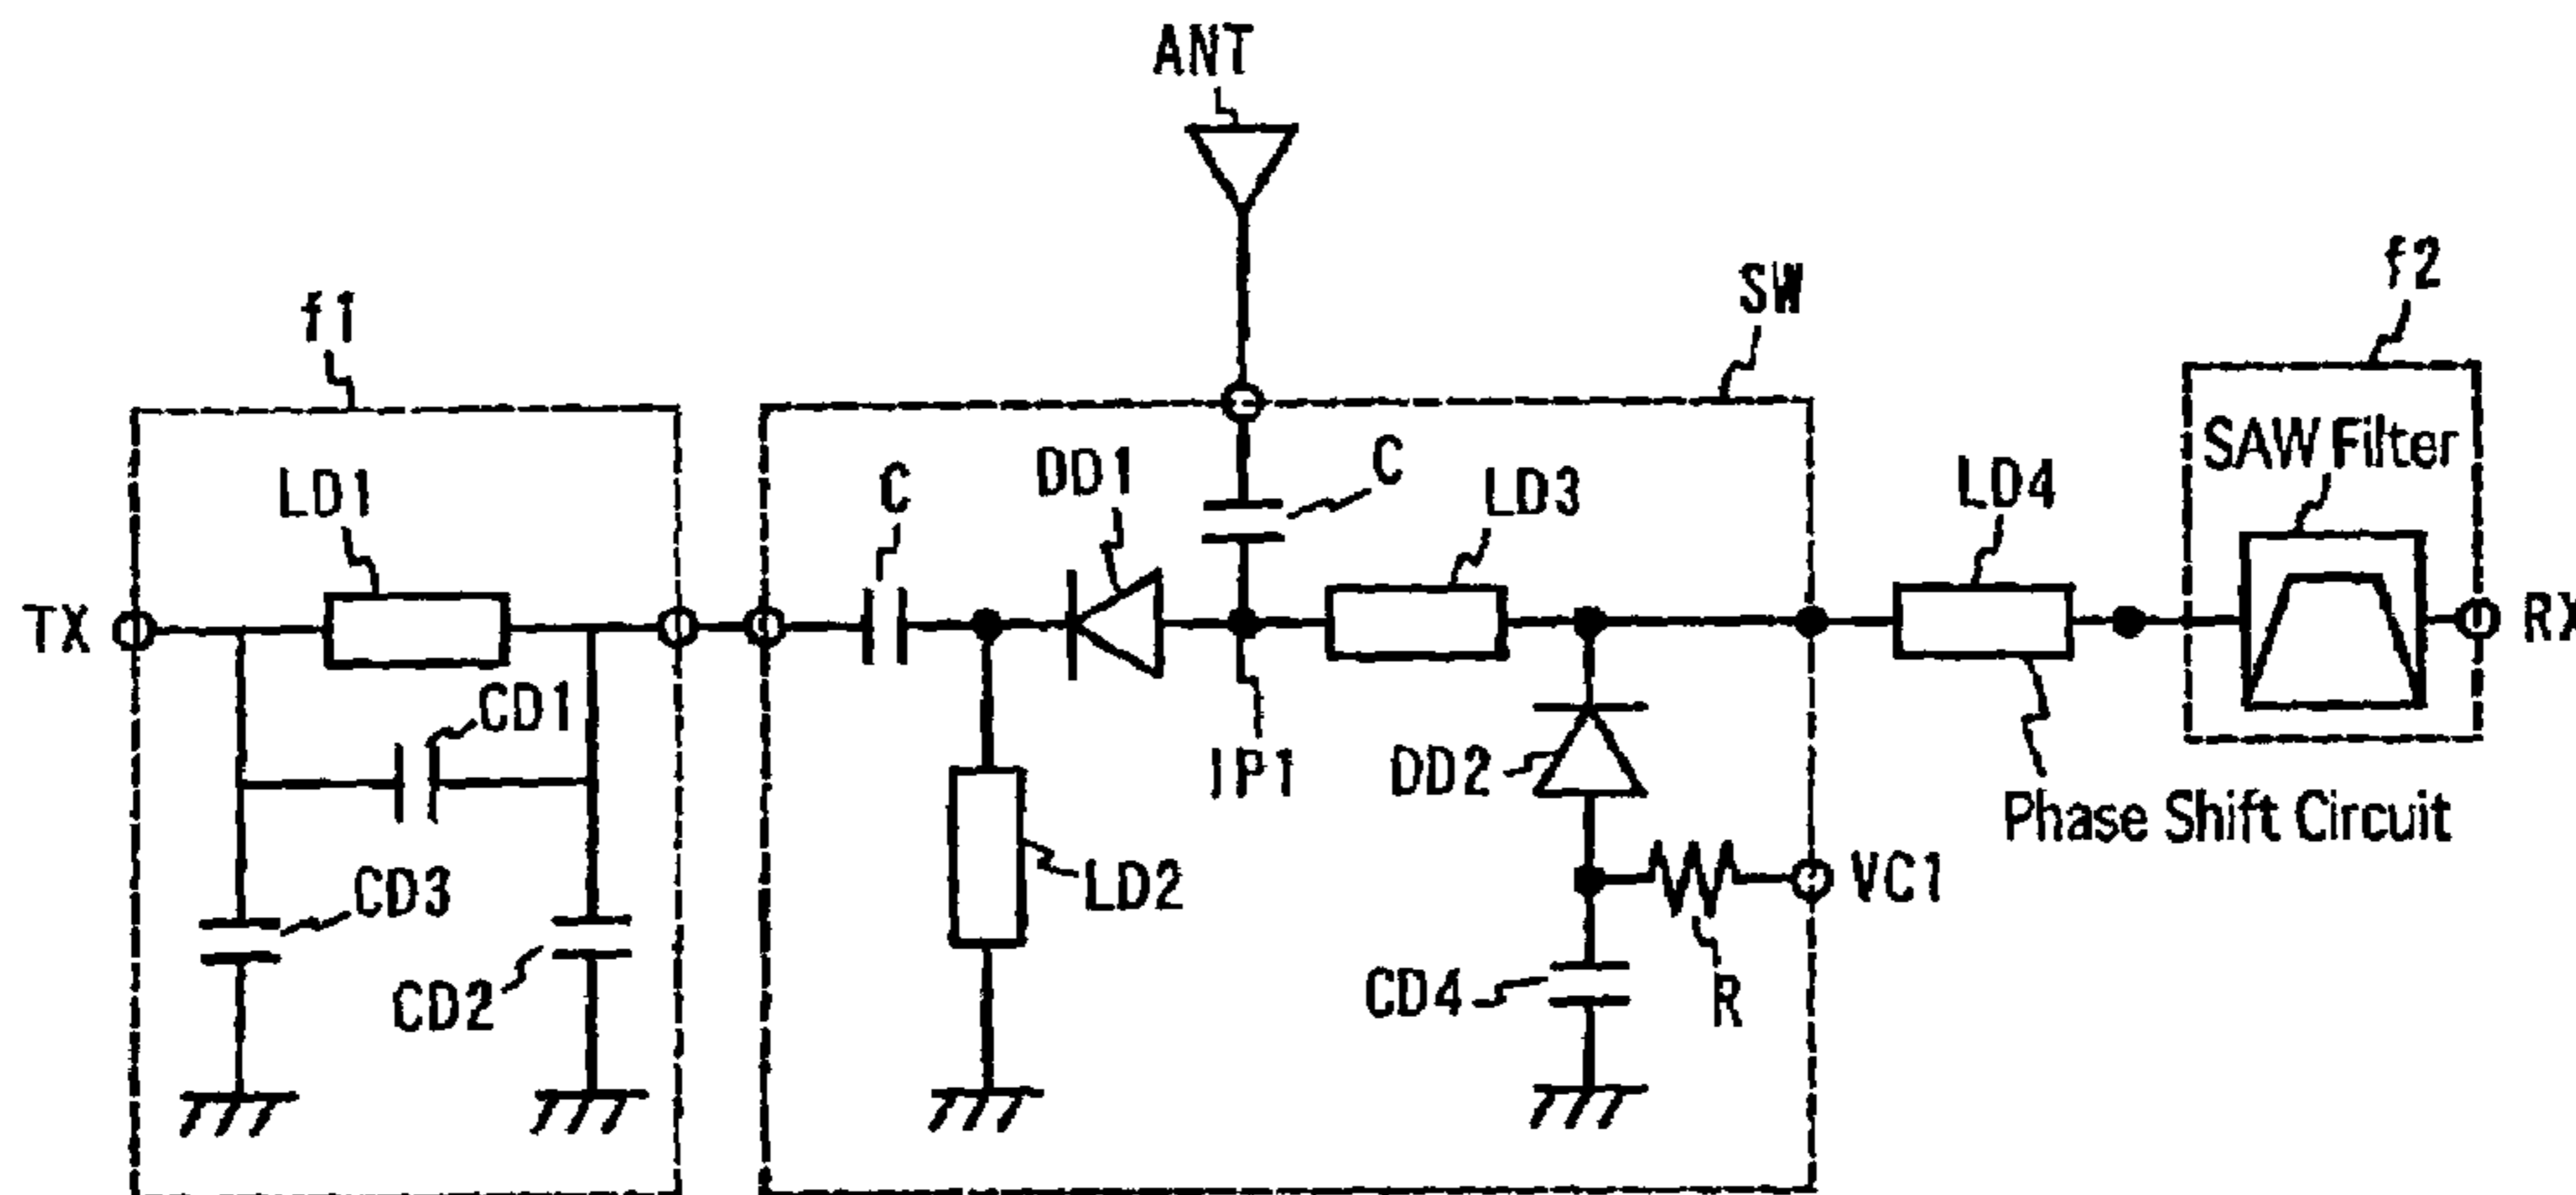 ANT
f1
SW
f2
LD1
C
DD1
C
LD3
LD4
SAW Filter
TX
RX
CD1
IP1
DD2
Phase Shift Circuit
CD3
LD2
VC1
CD2
CD4
R